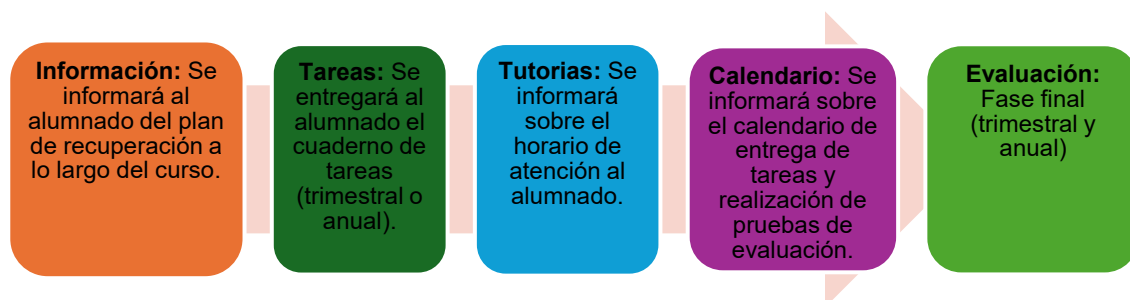 Información: Se
informará al
alumnado del plan
de recuperación a
lo largo del curso.
Tareas: Se
entregará al
alumnado el
cuaderno de
tareas
(trimestral o
anual).
Tutorias: Se
informará
sobre el
horario de
atención al
alumnado.
Calendario: Se
informará sobre
el calendario de
entrega de
tareas y
realización de
pruebas de
evaluación.
Evaluación:
Fase final
(trimestral y
anual)